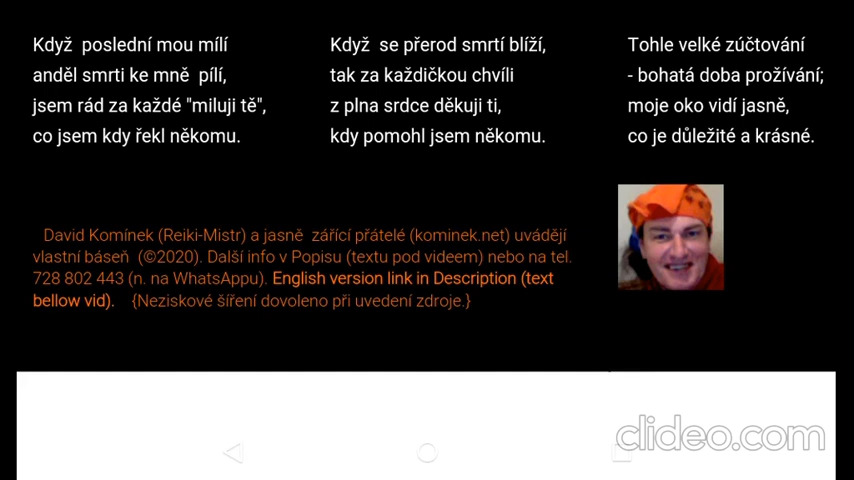 Když  poslední mou mílí
anděl smrti ke mně  pílí,
jsem rád za každé "miluji tě",
co jsem kdy řekl někomu.
Když  se přerod smrtí blíží,
tak za každičkou chvíli
z plna srdce děkuji ti,
kdy pomohl jsem někomu.
Tohle velké zúčtování
- bohatá doba prožívání;
moje oko vidí jasně,
co je důležité a krásné.
David Komínek (Reiki-Mistr) a jasně  zářící přátelé (kominek.net) uvádějí
vlastní báseň  (©2020). Další info v Popisu (textu pod videem) nebo na tel.
728 802 443 (n. na WhatsAppu). English version link in Description (text
bellow vid).    {Neziskové šíření dovoleno při uvedení zdroje.}
clideo.com